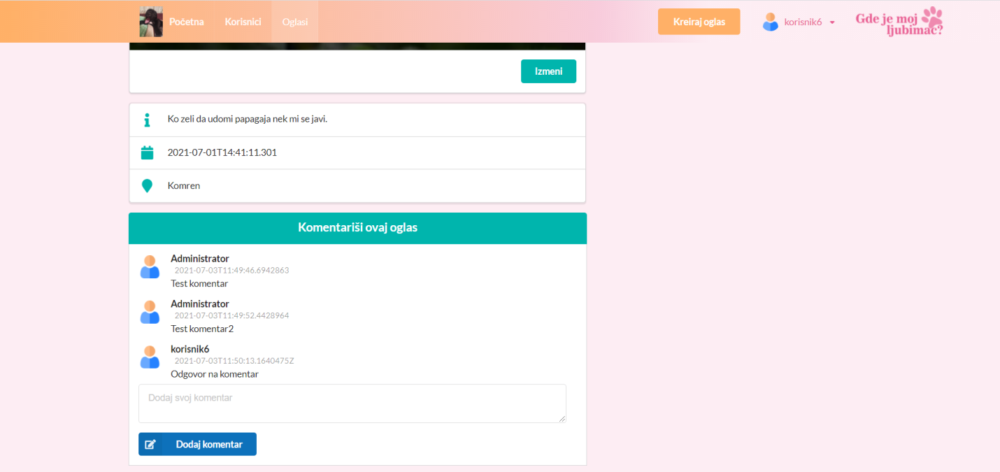 Početna Korisnici Oglasi Kreiraj oglas korisnik6 Gde je moj
ljubimac?
Izmeni
Ko zeli da udomi papagaja nek mi se javi.
2021-07-01T14:41:11.301
Komren
Komentariši ovaj oglas
Administrator
2021-07-03T11:49:46.6942863
Test komentar
Administrator
2021-07-03T11:49:52.4428964
Test komentar2
korisnik6
2021-07-03T11:50:13.1640475Z
Odgovor na komentar
Dodaj svoj komentar
Dodaj komentar